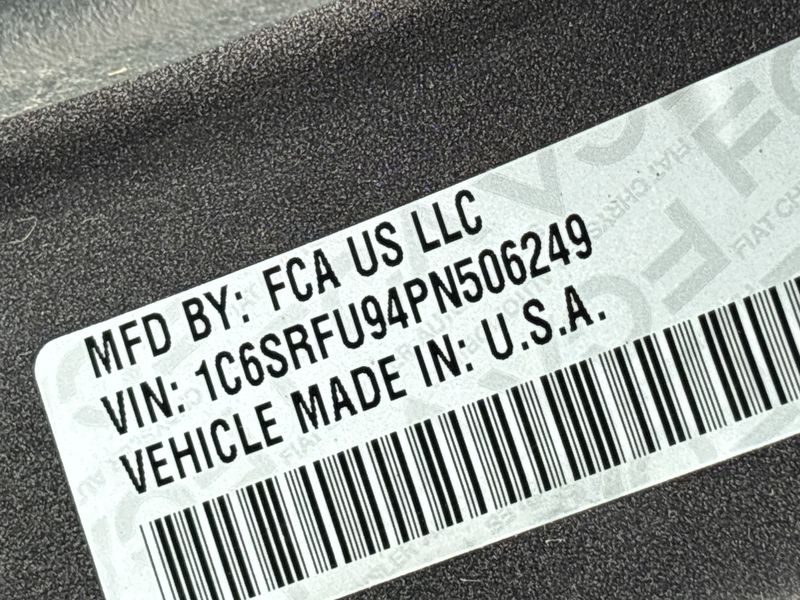 MFD BY: FCA US LLC
VIN: 1C6SRFU94PN506249
VEHICLE MADE IN: U.S.A.